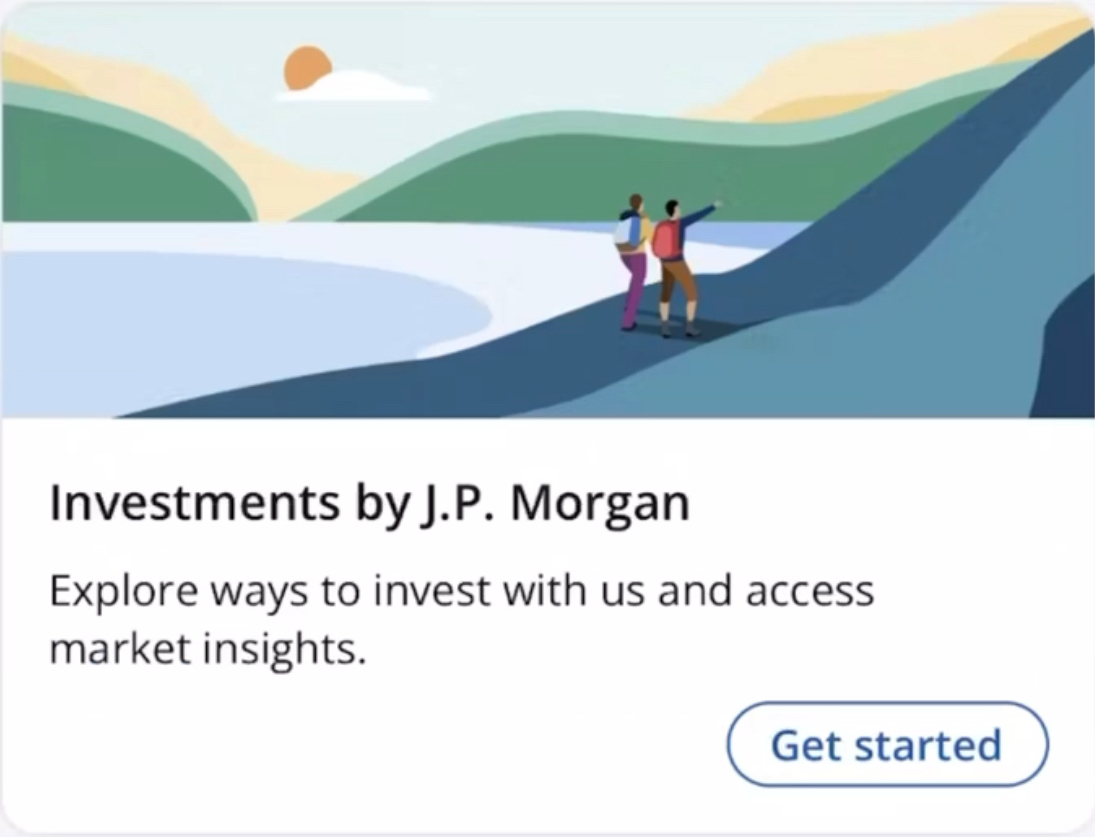 Investments by J.P. Morgan
Explore ways to invest with us and access
market insights.
Get started